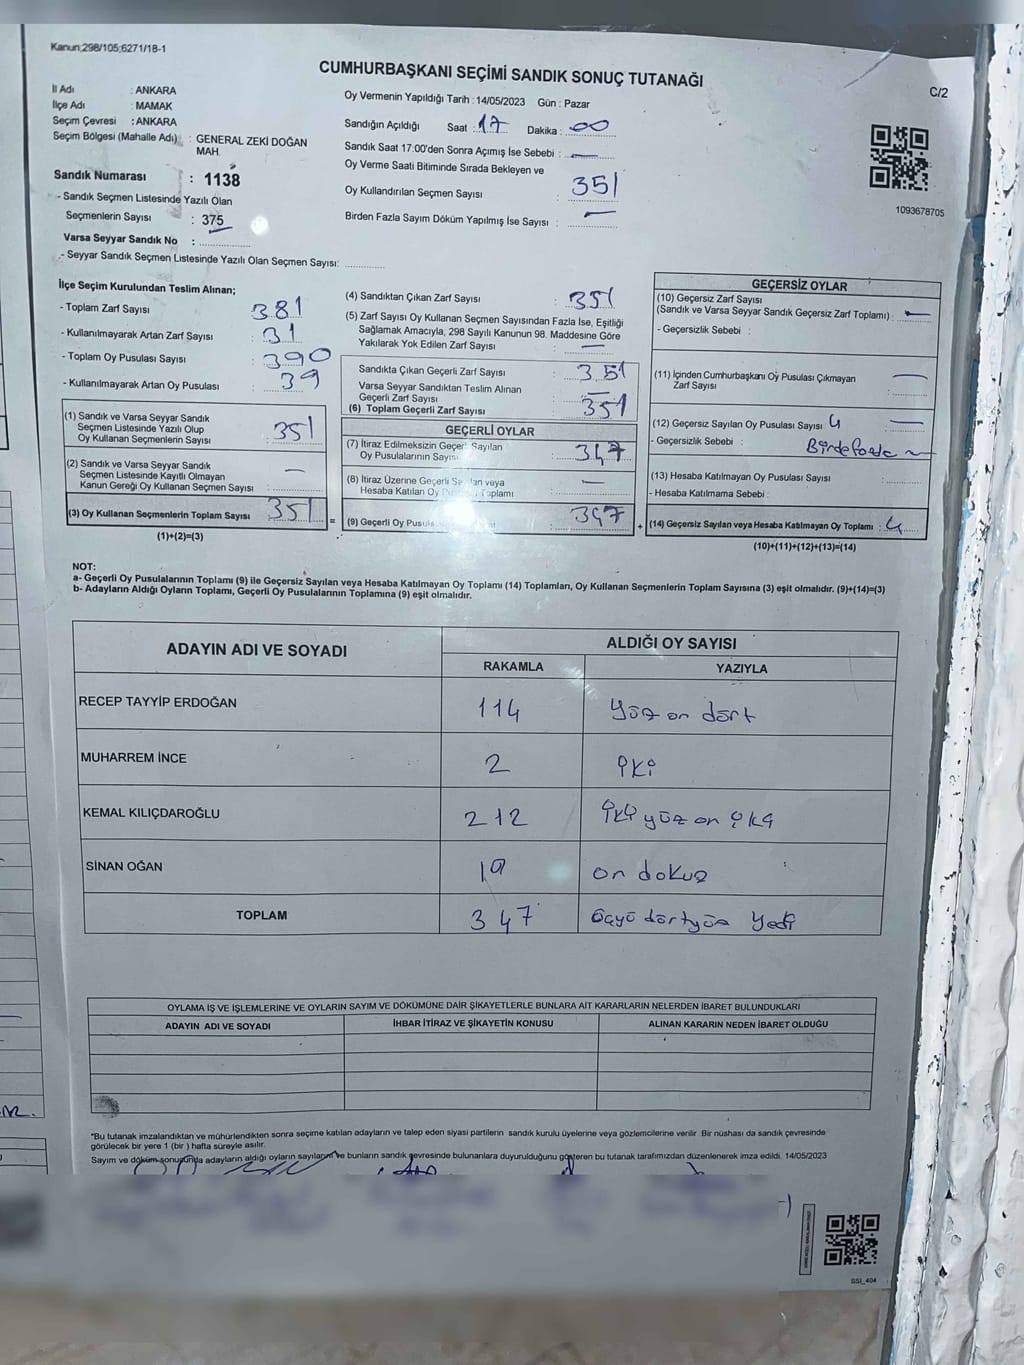 Kanun;298/105;6271/18-1
CUMHURBAŞKANI SEÇİMİ SANDIK SONUÇ TUTANAĞI
C/2
İl Adı : ANKARA
İlçe Adı : MAMAK
Seçim Çevresi : ANKARA
Seçim Bölgesi (Mahalle Adı) : GENERAL ZEKİ DOĞAN
MAH.
Sandık Numarası : 1138
- Sandık Seçmen Listesinde Yazılı Olan
Seçmenlerin Sayısı : 375
Varsa Seyyar Sandık No :
- Seyyar Sandık Seçmen Listesinde Yazılı Olan Seçmen Sayısı:
Oy Vermenin Yapıldığı Tarih : 14/05/2023 Gün : Pazar
Sandığın Açıldığı Saat : 17 Dakika : 00
Sandık Saat 17:00'den Sonra Açımış İse Sebebi : —
Oy Verme Saati Bitiminde Sırada Bekleyen ve
Oy Kullandırılan Seçmen Sayısı 351
Birden Fazla Sayım Döküm Yapılmış İse Sayısı : —
1093678705
İlçe Seçim Kurulundan Teslim Alınan;
- Toplam Zarf Sayısı 381
- Kullanılmayarak Artan Zarf Sayısı : 31
- Toplam Oy Pusulası Sayısı 390
- Kullanılmayarak Artan Oy Pusulası : 39
(1) Sandık ve Varsa Seyyar Sandık
Seçmen Listesinde Yazılı Olup
Oy Kullanan Seçmenlerin Sayısı : 351
(2) Sandık ve Varsa Seyyar Sandık
Seçmen Listesinde Kayıtlı Olmayan
Kanun Gereği Oy Kullanan Seçmen Sayısı : —
(3) Oy Kullanan Seçmenlerin Toplam Sayısı 351
(1)+(2)=(3)
(4) Sandıktan Çıkan Zarf Sayısı : 351
(5) Zarf Sayısı Oy Kullanan Seçmen Sayısından Fazla İse, Eşitliği
Sağlamak Amacıyla, 298 Sayılı Kanunun 98. Maddesine Göre
Yakılarak Yok Edilen Zarf Sayısı : —
Sandıkta Çıkan Geçerli Zarf Sayısı : 351
Varsa Seyyar Sandıktan Teslim Alınan
Geçerli Zarf Sayısı : —
(6) Toplam Geçerli Zarf Sayısı : 351
GEÇERLİ OYLAR
(7) İtiraz Edilmeksizin Geçerli Sayılan
Oy Pusulalarının Sayısı : 347
(8) İtiraz Üzerine Geçerli Sayılan veya
Hesaba Katılan Oy Toplamı : —
=
(9) Geçerli Oy 347
+
GEÇERSİZ OYLAR
(10) Geçersiz Zarf Sayısı
(Sandık ve Varsa Seyyar Sandık Geçersiz Zarf Toplamı) : —
- Geçersizlik Sebebi :
(11) İçinden Cumhurbaşkanı Oy Pusulası Çıkmayan
Zarf Sayısı : —
(12) Geçersiz Sayılan Oy Pusulası Sayısı 4 —
- Geçersizlik Sebebi :
(13) Hesaba Katılmayan Oy Pusulası Sayısı :
- Hesaba Katılmama Sebebi :
(14) Geçersiz Sayılan veya Hesaba Katılmayan Oy Toplamı : 4
(10)+(11)+(12)+(13)=(14)
NOT:
a- Geçerli Oy Pusulalarının Toplamı (9) ile Geçersiz Sayılan veya Hesaba Katılmayan Oy Toplamı (14) Toplamları, Oy Kullanan Seçmenlerin Toplam Sayısına (3) eşit olmalıdır. (9)+(14)=(3)
b- Adayların Aldığı Oyların Toplamı, Geçerli Oy Pusulalarının Toplamına (9) eşit olmalıdır.
ADAYIN ADI VE SOYADI
ALDIĞI OY SAYISI
RAKAMLA YAZIYLA
RECEP TAYYİP ERDOĞAN 114 Yüz on dört
MUHARREM İNCE 2 iki
KEMAL KILIÇDAROĞLU 212 iki yüz on iki
SİNAN OĞAN 19 on dokuz
TOPLAM 347 üçyü dörtyüz Yedi
OYLAMA İŞ VE İŞLEMLERİNE VE OYLARIN SAYIM VE DÖKÜMÜNE DAİR ŞİKAYETLERLE BUNLARA AİT KARARLARIN NELERDEN İBARET BULUNDUKLARI
ADAYIN ADI VE SOYADI İHBAR İTİRAZ VE ŞİKAYETİN KONUSU ALINAN KARARIN NEDEN İBARET OLDUĞU
"Bu tutanak imzalandıktan ve mühürlendikten sonra seçime katılan adayların ve talep eden siyasi partilerin sandık kurulu üyelerine veya gözlemcilerine verilir. Bir nüshası da sandık çevresinde
görülecek bir yere 1 (bir ) hafta süreyle asılır.
Sayım ve döküm sonuğunda adayların aldığı oyların sayılarını ve bunların sandık çevresinde bulunanlara duyurulduğunu gösteren bu tutanak tarafımızdan düzenlenerek imza edildi. 14/05/2023
SSI_404